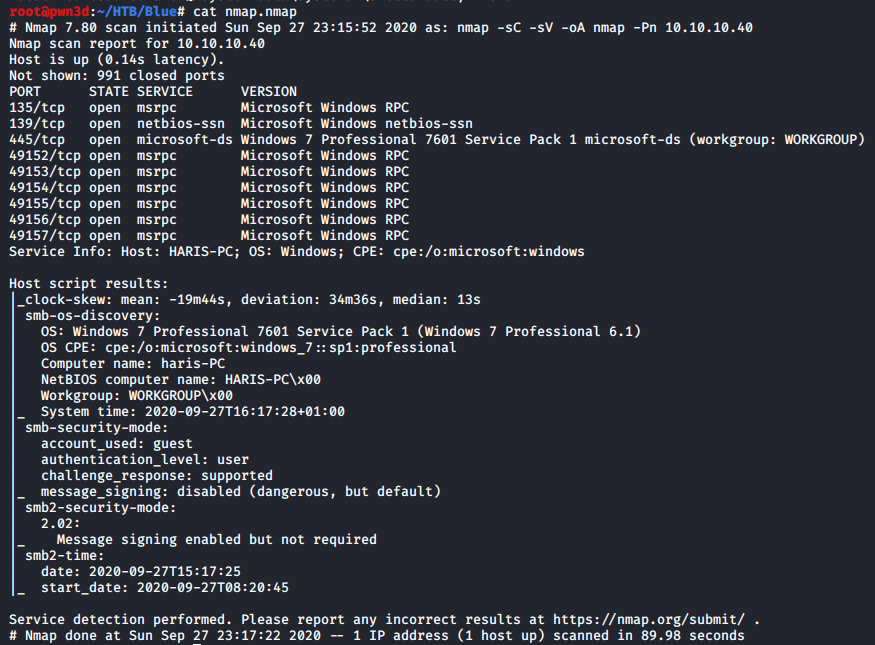 root@pwn3d:~/HTB/Blue# cat nmap.nmap
# Nmap 7.80 scan initiated Sun Sep 27 23:15:52 2020 as: nmap -sC -sV -oA nmap -Pn 10.10.10.40
Nmap scan report for 10.10.10.40
Host is up (0.14s latency).
Not shown: 991 closed ports
PORT      STATE SERVICE      VERSION
135/tcp   open  msrpc        Microsoft Windows RPC
139/tcp   open  netbios-ssn  Microsoft Windows netbios-ssn
445/tcp   open  microsoft-ds Windows 7 Professional 7601 Service Pack 1 microsoft-ds (workgroup: WORKGROUP)
49152/tcp open  msrpc        Microsoft Windows RPC
49153/tcp open  msrpc        Microsoft Windows RPC
49154/tcp open  msrpc        Microsoft Windows RPC
49155/tcp open  msrpc        Microsoft Windows RPC
49156/tcp open  msrpc        Microsoft Windows RPC
49157/tcp open  msrpc        Microsoft Windows RPC
Service Info: Host: HARIS-PC; OS: Windows; CPE: cpe:/o:microsoft:windows

Host script results:
|_clock-skew: mean: -19m44s, deviation: 34m36s, median: 13s
| smb-os-discovery:
|   OS: Windows 7 Professional 7601 Service Pack 1 (Windows 7 Professional 6.1)
|   OS CPE: cpe:/o:microsoft:windows_7::sp1:professional
|   Computer name: haris-PC
|   NetBIOS computer name: HARIS-PC\x00
|   Workgroup: WORKGROUP\x00
|_  System time: 2020-09-27T16:17:28+01:00
| smb-security-mode:
|   account_used: guest
|   authentication_level: user
|   challenge_response: supported
|_  message_signing: disabled (dangerous, but default)
| smb2-security-mode:
|   2.02:
|_    Message signing enabled but not required
| smb2-time:
|   date: 2020-09-27T15:17:25
|_  start_date: 2020-09-27T08:20:45

Service detection performed. Please report any incorrect results at https://nmap.org/submit/ .
# Nmap done at Sun Sep 27 23:17:22 2020 -- 1 IP address (1 host up) scanned in 89.98 seconds